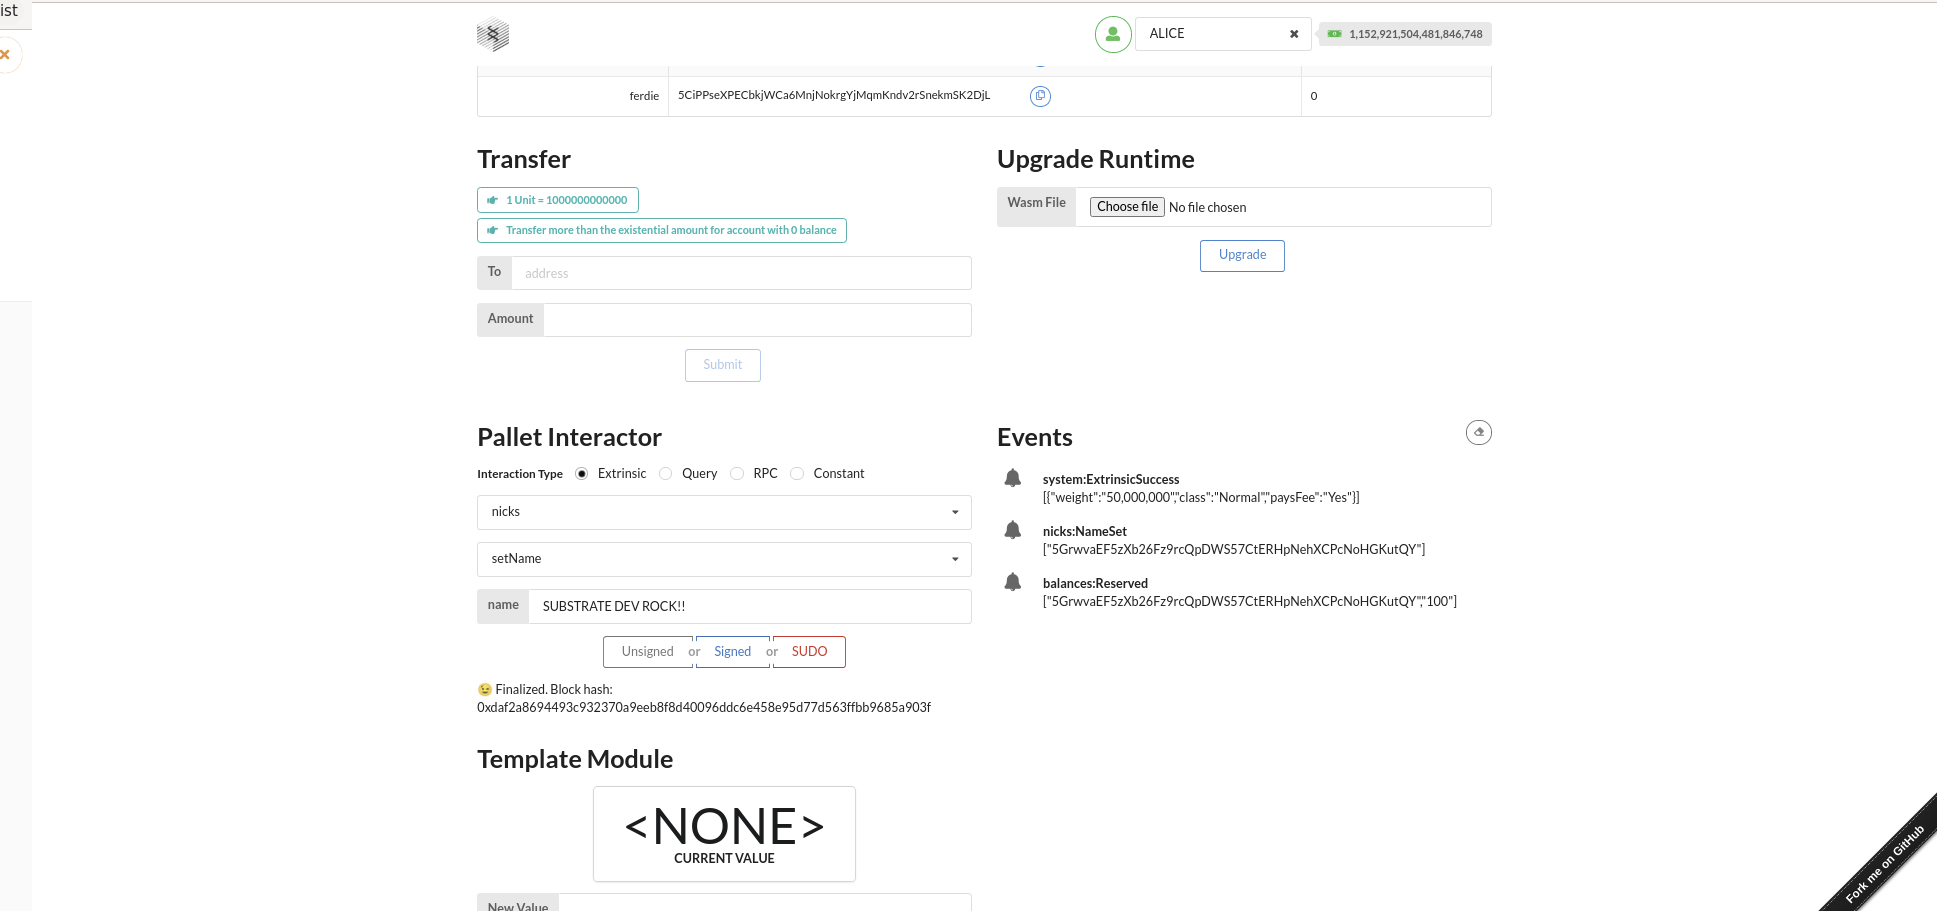 ist
ALICE
1,152,921,504,481,846,748
ferdie 5CiPPseXPECbkjWCa6MnjNokrgYjMqmKndv2rSnekmSK2DjL 0
Transfer
1 Unit = 1000000000000
Transfer more than the existential amount for account with 0 balance
To address
Amount
Submit
Upgrade Runtime
Wasm File Choose file No file chosen
Upgrade
Pallet Interactor
Interaction Type Extrinsic Query RPC Constant
nicks
setName
name SUBSTRATE DEV ROCK!!
Unsigned or Signed or SUDO
😉 Finalized. Block hash:
0xdaf2a8694493c932370a9eeb8f8d40096ddc6e458e95d77d563ffbb9685a903f
Events
system:ExtrinsicSuccess
[{"weight":"50,000,000","class":"Normal","paysFee":"Yes"}]
nicks:NameSet
["5GrwvaEF5zXb26Fz9rcQpDWS57CtERHpNehXCPcNoHGKutQY"]
balances:Reserved
["5GrwvaEF5zXb26Fz9rcQpDWS57CtERHpNehXCPcNoHGKutQY","100"]
Template Module
<NONE>
CURRENT VALUE
New Value
Fork me on GitHub